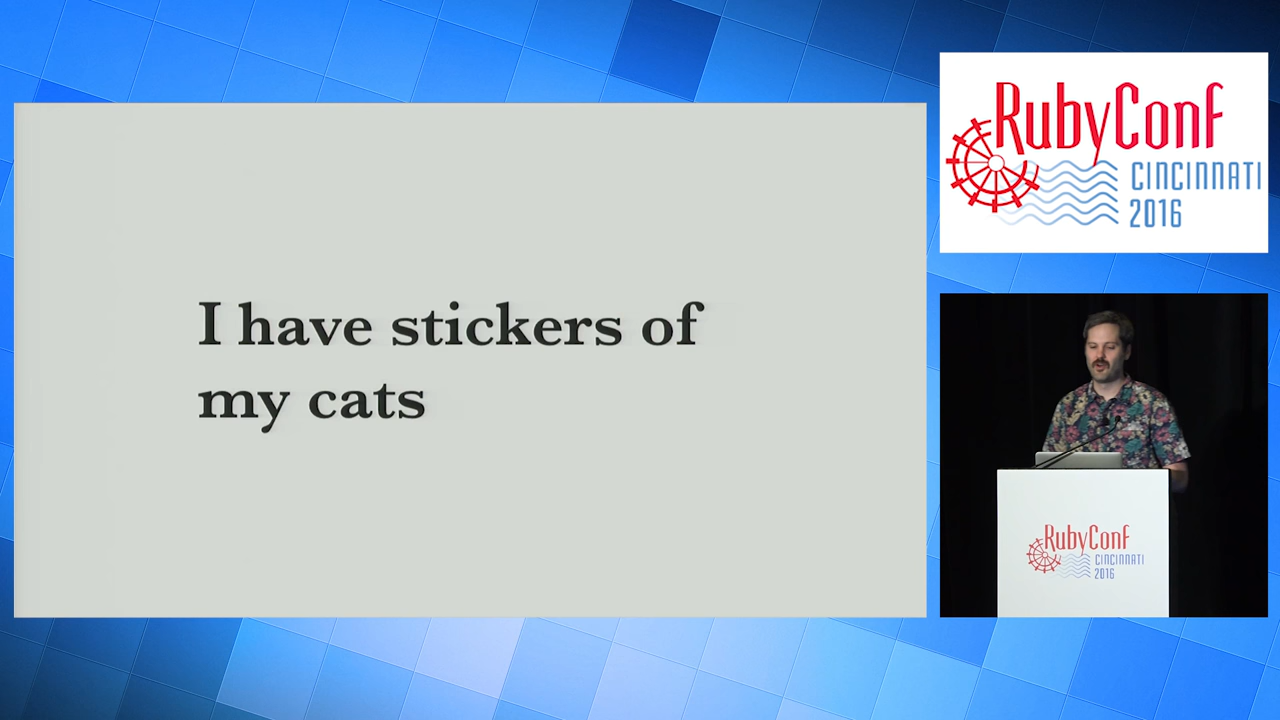 I have stickers of
my cats
RubyConf
CINCINNATI
2016
RubyConf
CINCINNATI
2016